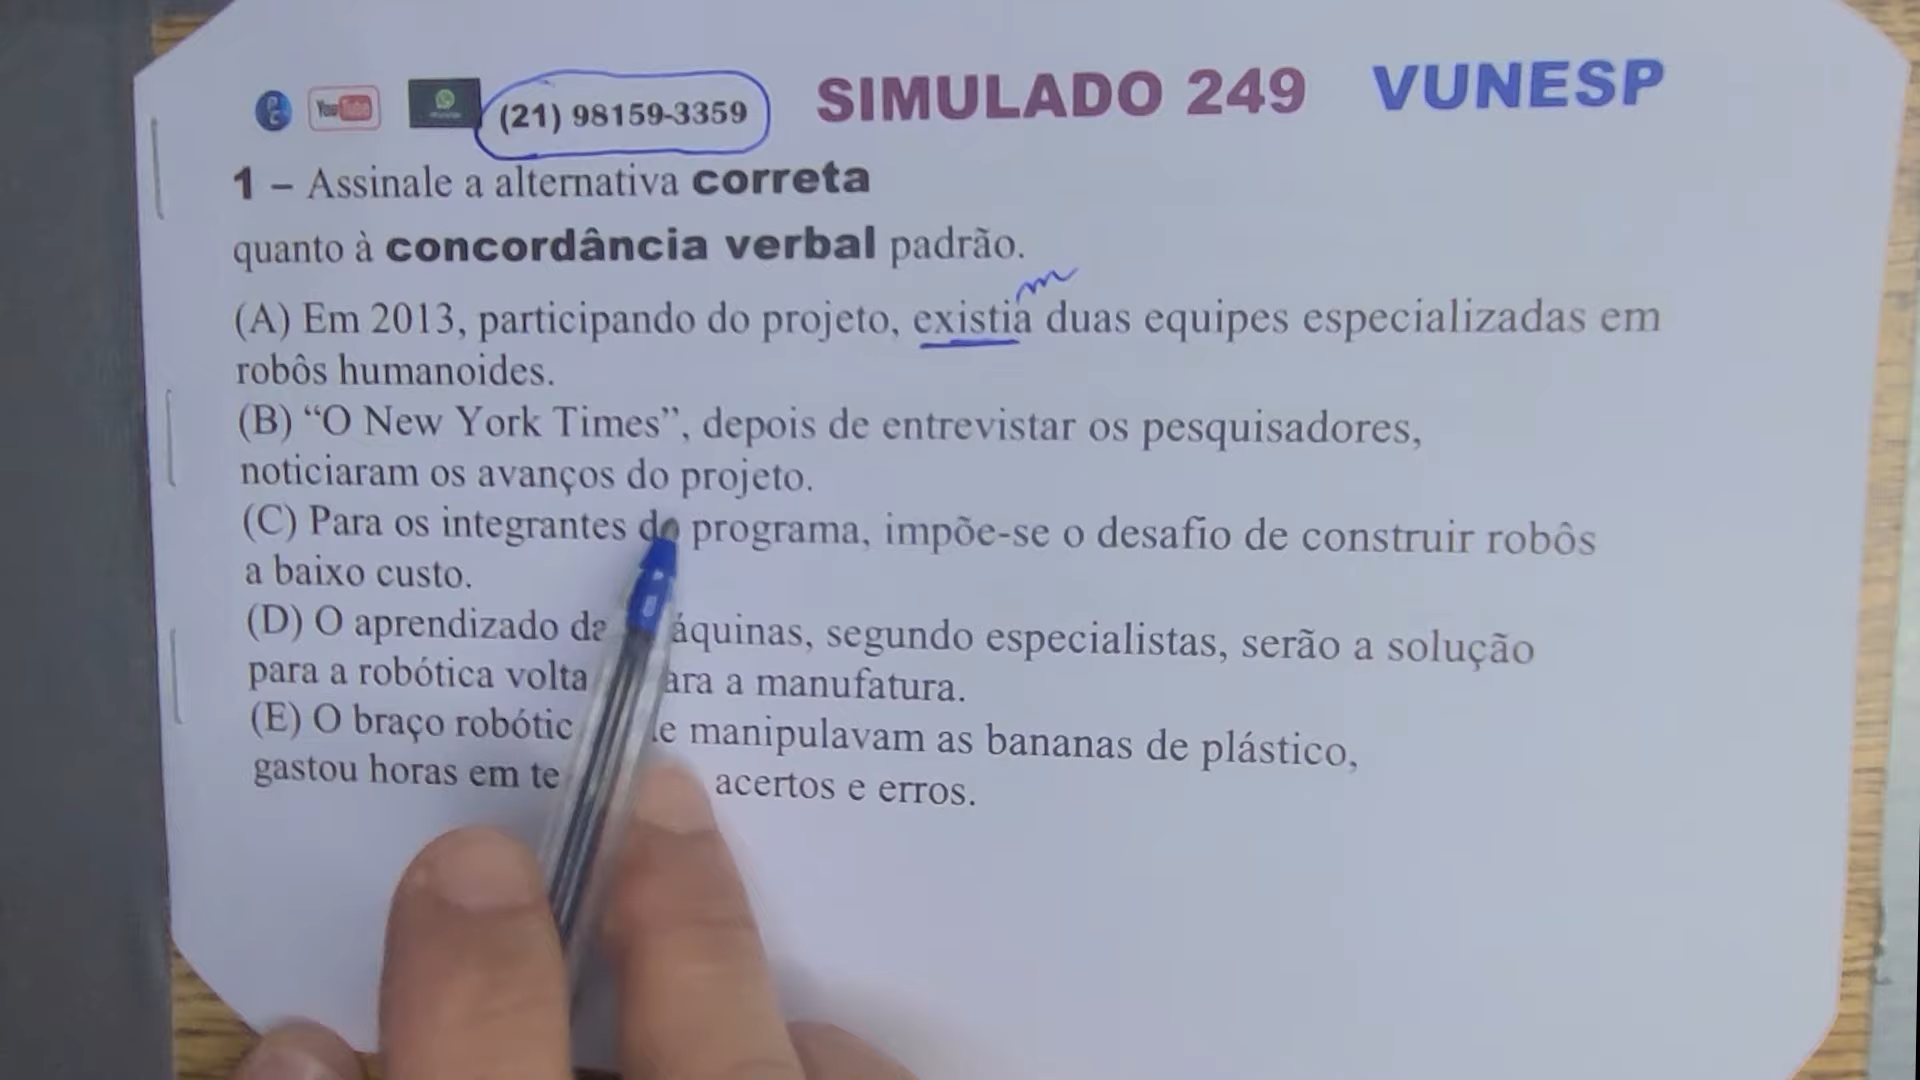 You Tube (21) 98159-3359 SIMULADO 249 VUNESP
1 – Assinale a alternativa correta
quanto à concordância verbal padrão.
m
(A) Em 2013, participando do projeto, existia duas equipes especializadas em
robôs humanoides.
(B) “O New York Times”, depois de entrevistar os pesquisadores,
noticiaram os avanços do projeto.
(C) Para os integrantes do programa, impõe-se o desafio de construir robôs
a baixo custo.
(D) O aprendizado áquinas, segundo especialistas, serão a solução
para a robótica volta ara a manufatura.
(E) O braço robótic manipulavam as bananas de plástico,
gastou horas em te acertos e erros.